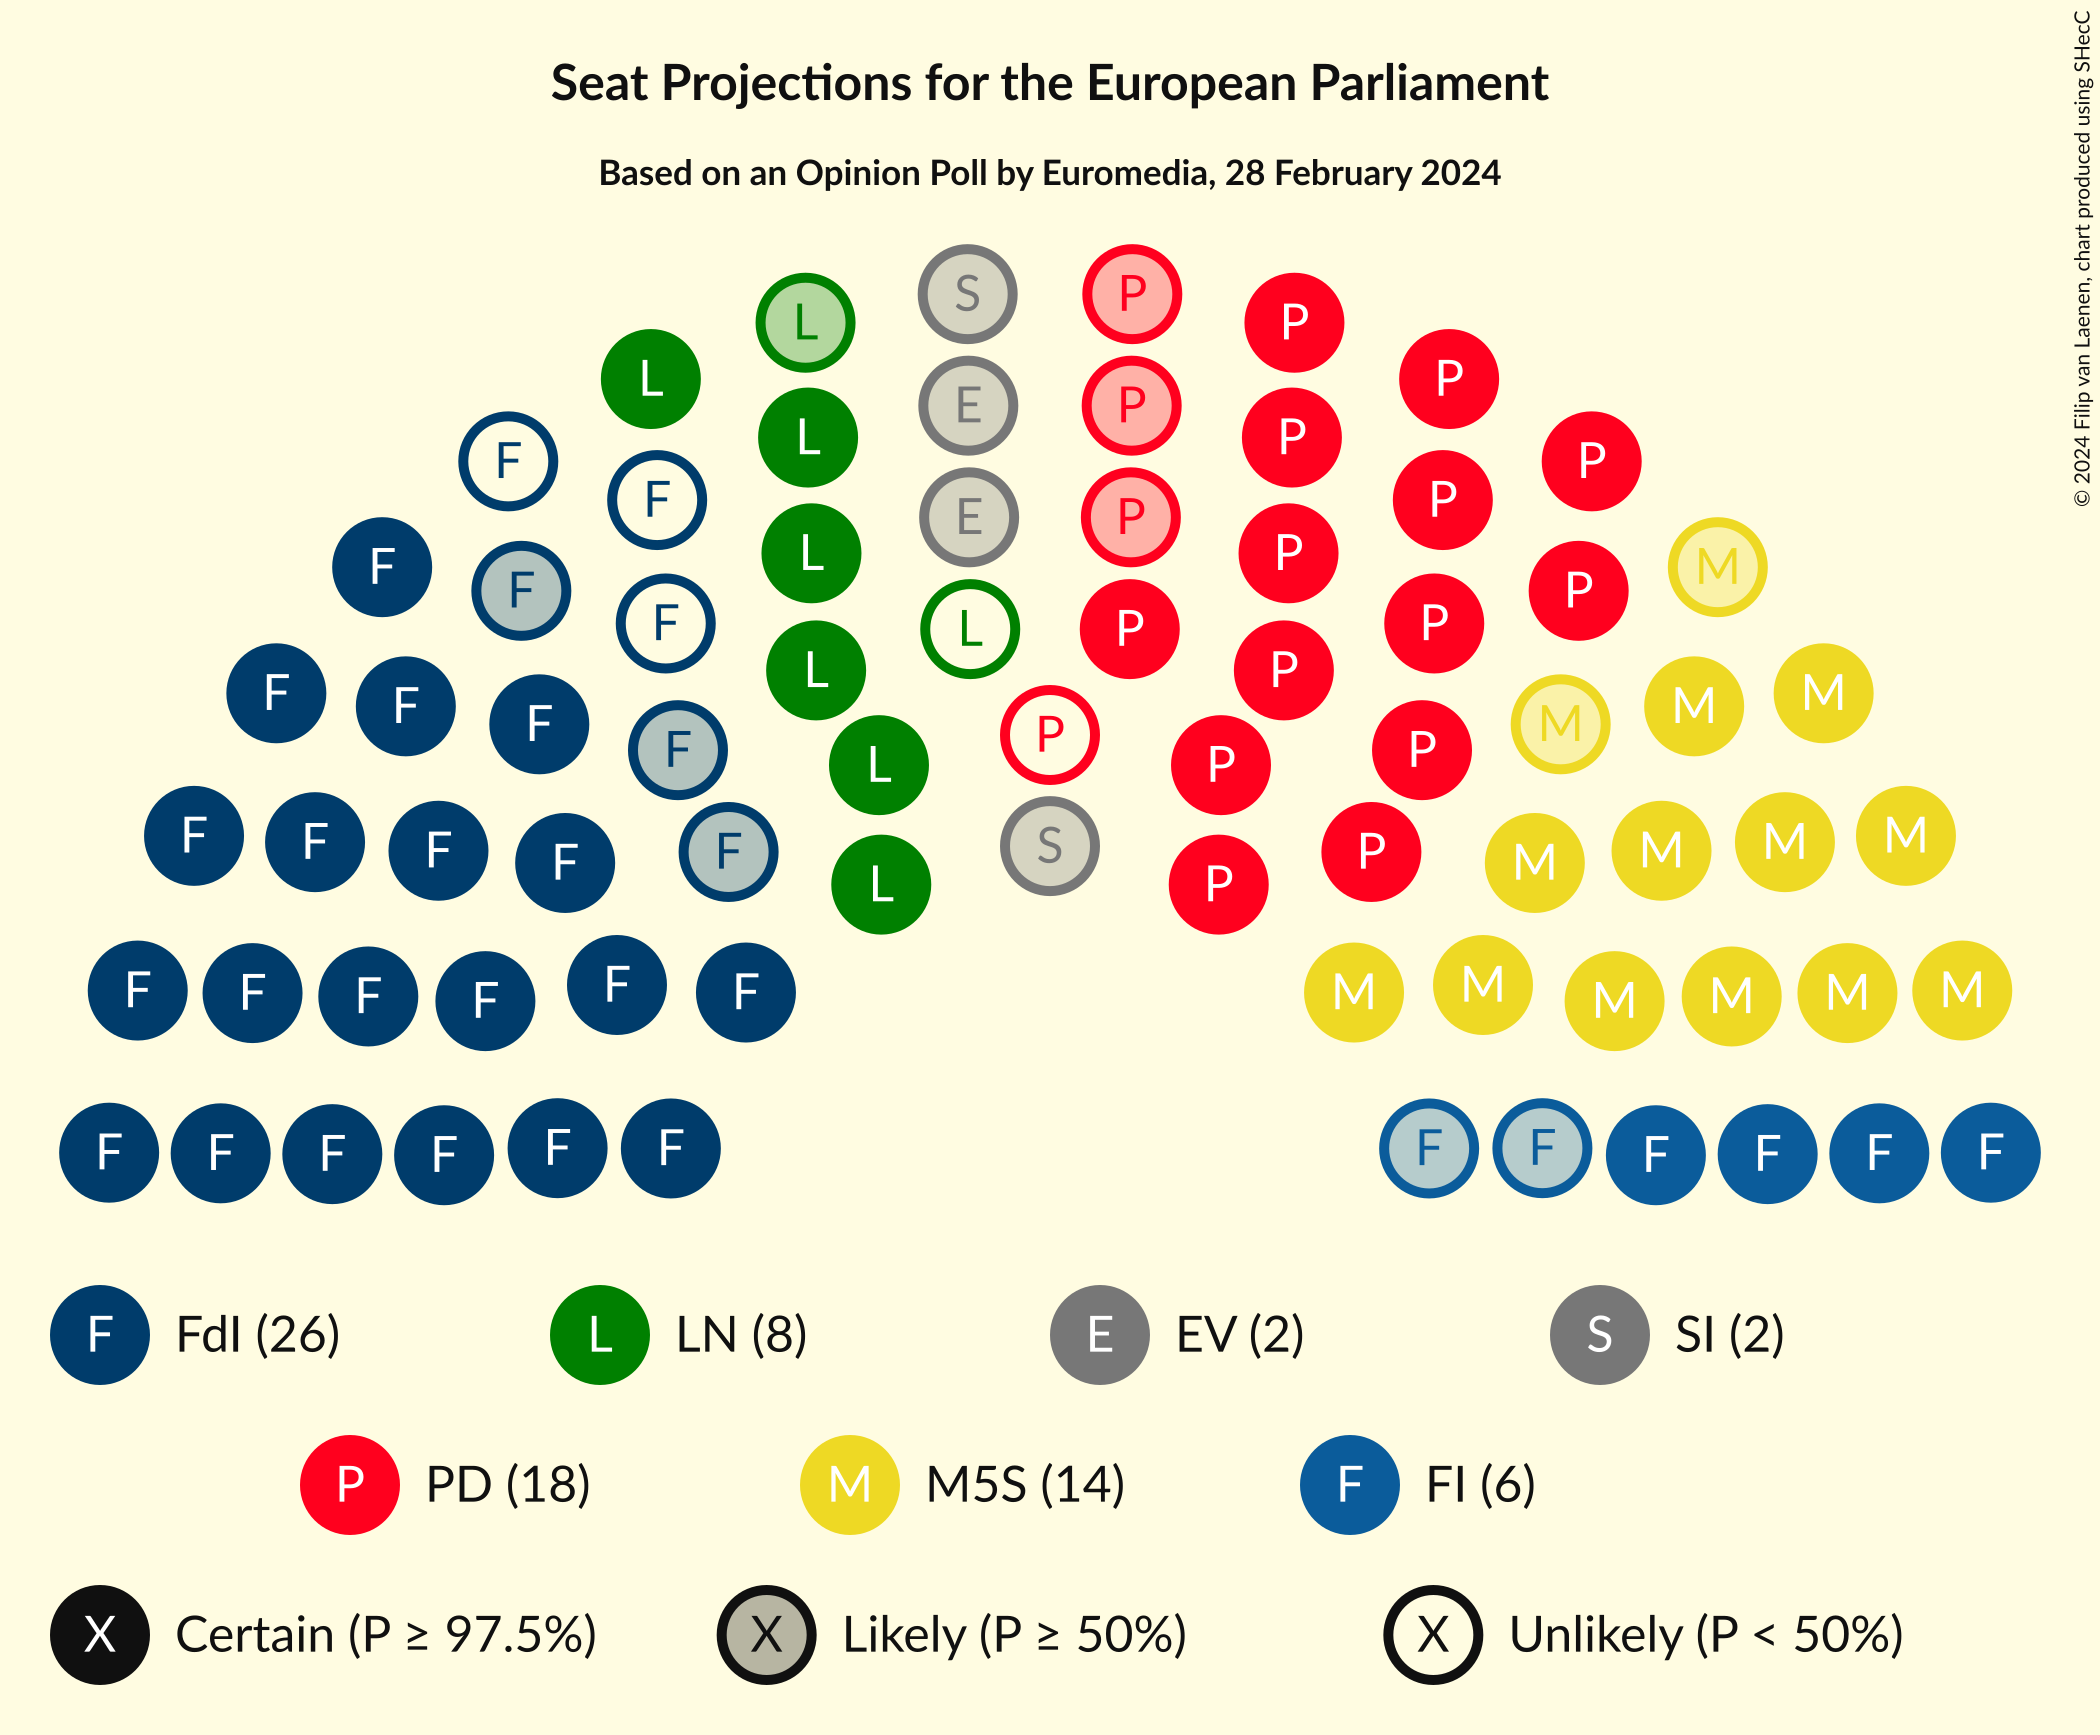 Seat Projections for the European Parliament
Based on an Opinion Poll by Euromedia, 28 February 2024
© 2024 Filip van Laenen, chart produced using SHecC
S P
L P
L P
E P
L P
F P
F P
E P
L P
F M
F P
F P
L P
F M
F F M M
F P
L P
F P M
F F F F M M M M
F P
S
L P
F F F F F F M M M M M M
F F F F F F F F F F F F
F FdI (26) L LN (8) E EV (2) S SI (2)
P PD (18) M M5S (14) F FI (6)
X Certain (P ≥ 97.5%) X Likely (P ≥ 50%) X Unlikely (P < 50%)